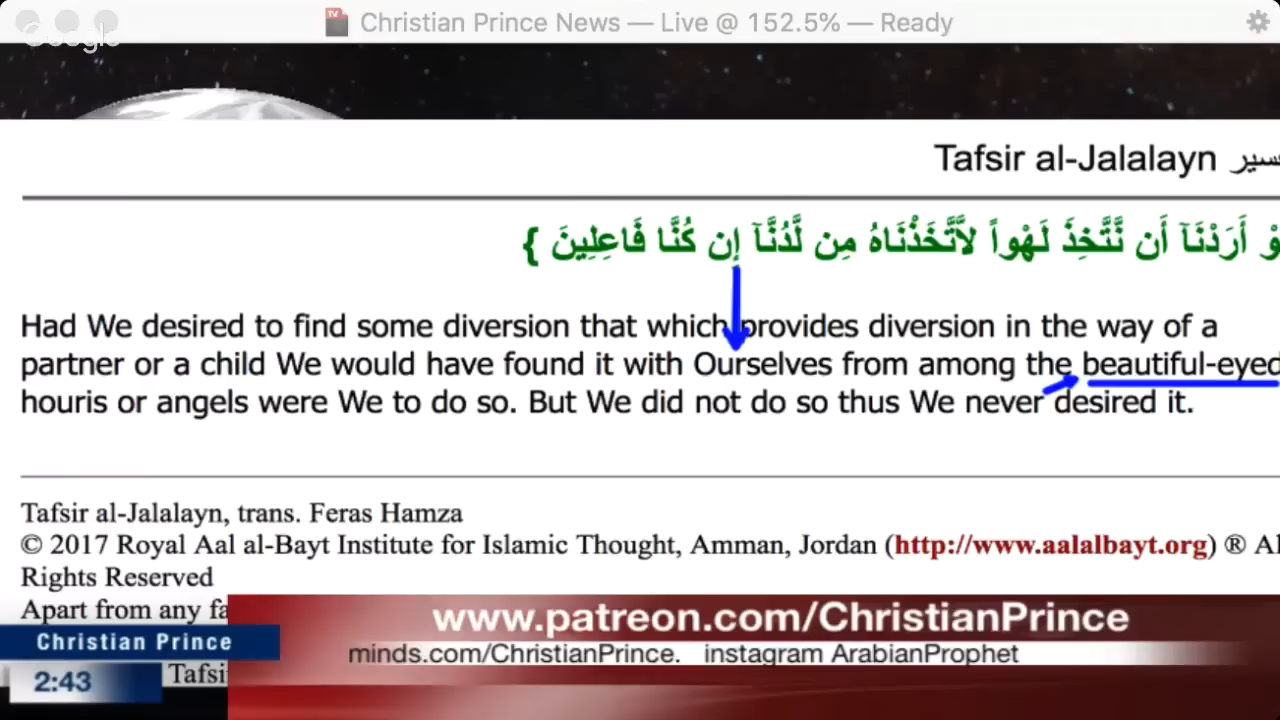 Christian Prince News — Live @ 152.5% — Ready
Google
Tafsir al-Jalalayn
وْ أَرَدْنَآ أَن نَّتَّخِذَ لَهْواً لاَّتَّخَذْنَاهُ مِن لَّدُنَّآ إِن كُنَّا فَاعِلِينَ }
Had We desired to find some diversion that which provides diversion in the way of a
partner or a child We would have found it with Ourselves from among the beautiful-eyed
houris or angels were We to do so. But We did not do so thus We never desired it.
Tafsir al-Jalalayn, trans. Feras Hamza
© 2017 Royal Aal al-Bayt Institute for Islamic Thought, Amman, Jordan (http://www.aalalbayt.org) ®
Rights Reserved
Apart from any
www.patreon.com/ChristianPrince
Christian Prince
minds.com/ChristianPrince. instagram ArabianProphet
2:43